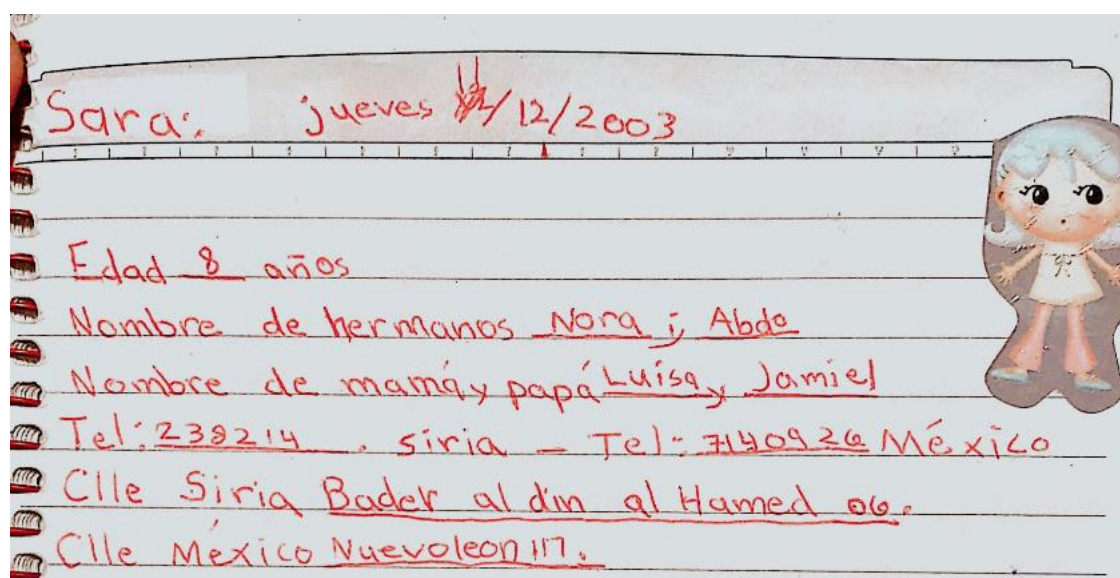 Sara: jueves /12/2003
Edad 8 años
Nombre de hermanos Nora i Abdo
Nombre de mamá y papá Luísa y Jamiel
Tel: 238214 . siria - Tel: 7140926 México
Clle Siria Bader al din al Hamed 06.
Clle México Nuevoleon 117.